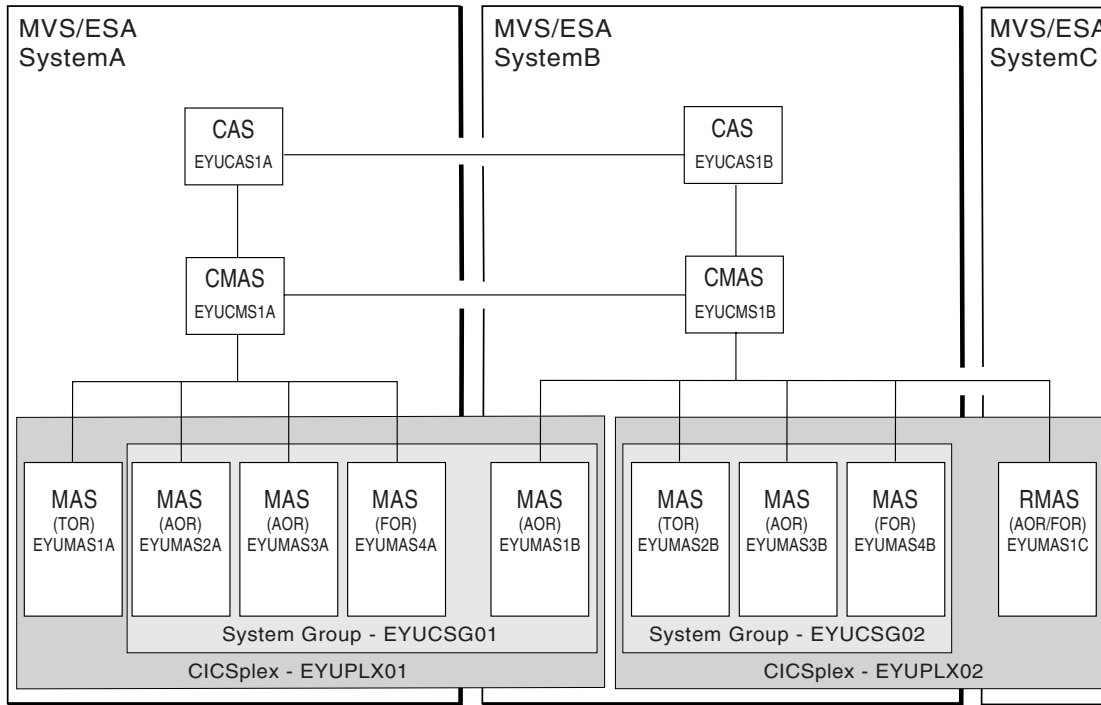 MVS/ESA
SystemA
MVS/ESA
SystemB
MVS/ESA
SystemC
CAS
EYUCAS1A
CAS
EYUCAS1B
CMAS
EYUCMS1A
CMAS
EYUCMS1B
MAS
(TOR)
EYUMAS1A
MAS
(AOR)
EYUMAS2A
MAS
(AOR)
EYUMAS3A
MAS
(FOR)
EYUMAS4A
MAS
(AOR)
EYUMAS1B
MAS
(TOR)
EYUMAS2B
MAS
(AOR)
EYUMAS3B
MAS
(FOR)
EYUMAS4B
RMAS
(AOR/FOR)
EYUMAS1C
System Group - EYUCSG01
System Group - EYUCSG02
CICSplex - EYUPLX01
CICSplex - EYUPLX02